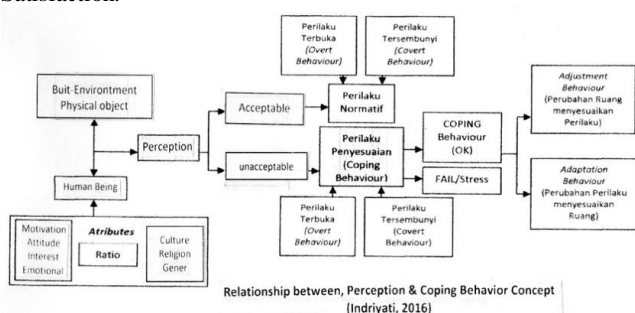 Perilaku
Terbuka
(Overt
Behaviour)
Perilaku
Tersembunyi
(Covert
Behaviour)
Buit-Environtment
Physical object
Acceptable
Perilaku
Normatif
Perception
unacceptable
Perilaku
Penyesuaian
(Coping
Behaviour)
COPING
Behaviour
(OK)
FAIL/Stress
Adjustment
Behaviour
(Perubahan Ruang
menyesuaikan
Perilaku)
Adaptation
Behaviour
(Perubahan Perilaku
menyesuaikan
Ruang)
Human Being
Motivation
Attitude
Interest
Emotional
Atributes
Ratio
Culture
Religion
Gener
Perilaku
Terbuka
(Overt
Behaviour)
Perilaku
Tersembunyi
(Covert
Behaviour)
Relationship between, Perception & Coping Behavior Concept
(Indriyati, 2016)